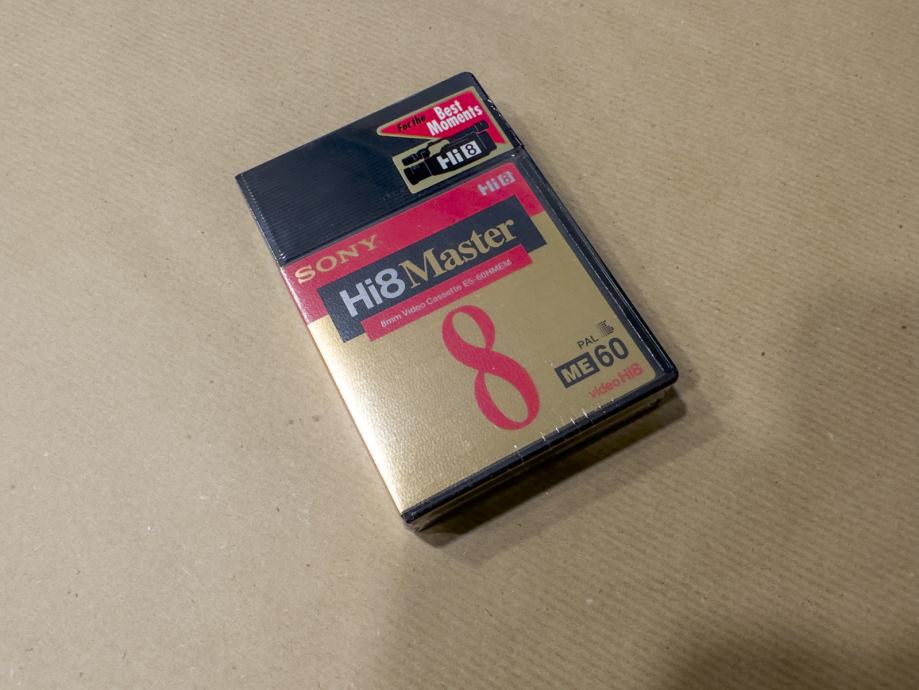 For the Best
Moments
Hi8
Hi8
SONY
Hi8 Master
8mm Video Cassette E5-60HMEM
8
PAL
ME 60
video Hi8